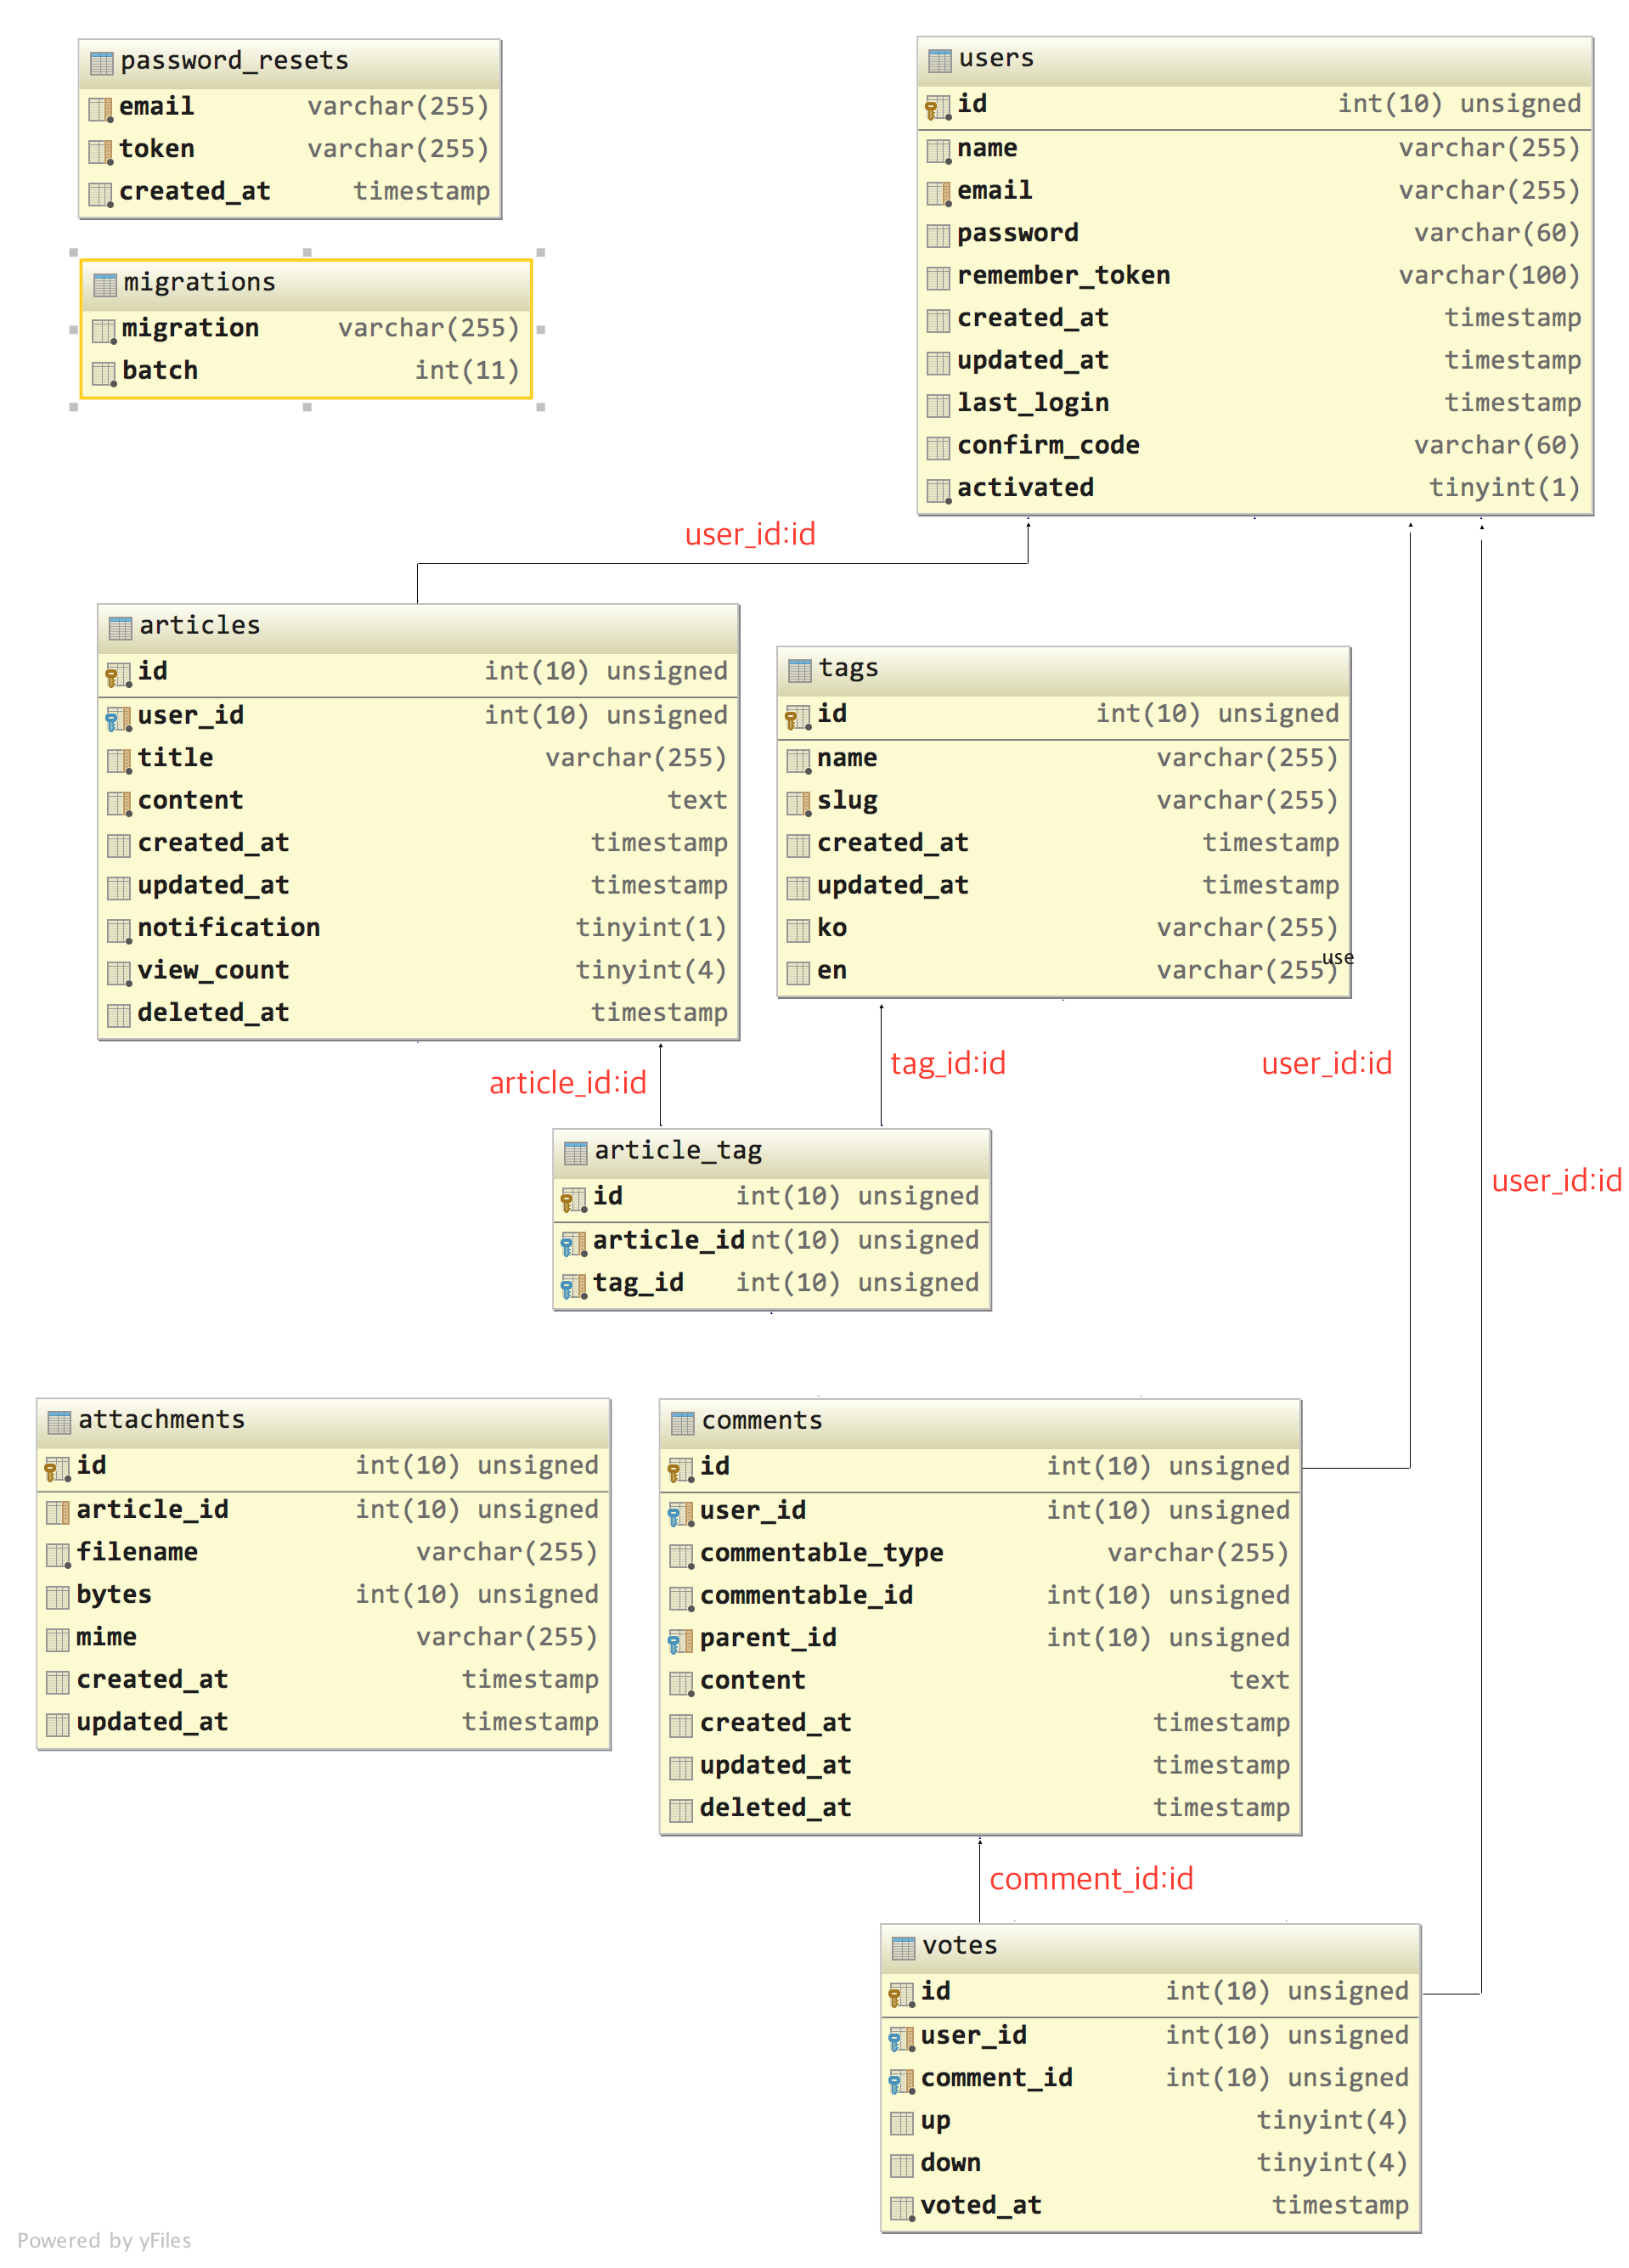 password_resets
email varchar(255)
token varchar(255)
created_at timestamp
migrations
migration varchar(255)
batch int(11)
users
id int(10) unsigned
name varchar(255)
email varchar(255)
password varchar(60)
remember_token varchar(100)
created_at timestamp
updated_at timestamp
last_login timestamp
confirm_code varchar(60)
activated tinyint(1)
user_id:id
articles
id int(10) unsigned
user_id int(10) unsigned
title varchar(255)
content text
created_at timestamp
updated_at timestamp
notification tinyint(1)
view_count tinyint(4)
deleted_at timestamp
tags
id int(10) unsigned
name varchar(255)
slug varchar(255)
created_at timestamp
updated_at timestamp
ko varchar(255)
use
en varchar(255)
article_id:id
tag_id:id
user_id:id
user_id:id
article_tag
id int(10) unsigned
article_id nt(10) unsigned
tag_id int(10) unsigned
attachments
id int(10) unsigned
article_id int(10) unsigned
filename varchar(255)
bytes int(10) unsigned
mime varchar(255)
created_at timestamp
updated_at timestamp
comments
id int(10) unsigned
user_id int(10) unsigned
commentable_type varchar(255)
commentable_id int(10) unsigned
parent_id int(10) unsigned
content text
created_at timestamp
updated_at timestamp
deleted_at timestamp
comment_id:id
votes
id int(10) unsigned
user_id int(10) unsigned
comment_id int(10) unsigned
up tinyint(4)
down tinyint(4)
voted_at timestamp
Powered by yFiles